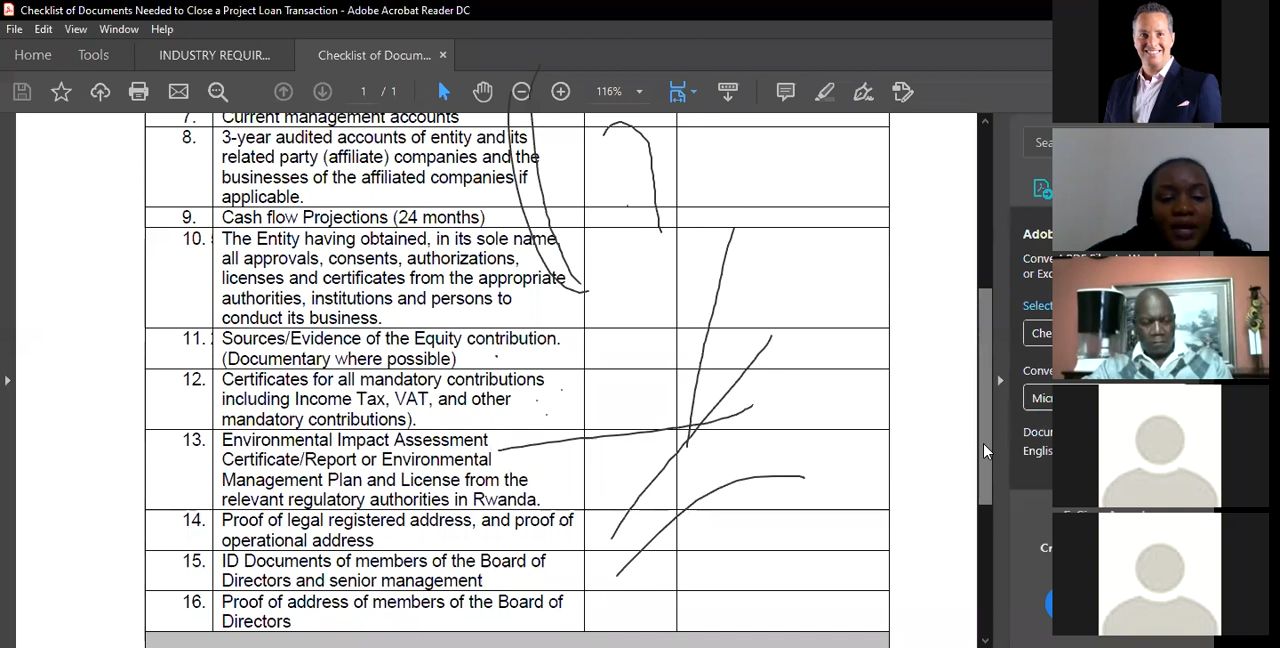 Checklist of Documents Needed to Close a Project Loan Transaction - Adobe Acrobat Reader DC
File Edit View Window Help
Home Tools INDUSTRY REQUIR... Checklist of Docum... ×
1 / 1 116%
7. Current management accounts
8. 3-year audited accounts of entity and its
related party (affiliate) companies and the
businesses of the affiliated companies if
applicable.
9. Cash flow Projections (24 months)
10. The Entity having obtained, in its sole name,
all approvals, consents, authorizations,
licenses and certificates from the appropriate
authorities, institutions and persons to
conduct its business.
11. Sources/Evidence of the Equity contribution.
(Documentary where possible)
12. Certificates for all mandatory contributions
including Income Tax, VAT, and other
mandatory contributions).
13. Environmental Impact Assessment
Certificate/Report or Environmental
Management Plan and License from the
relevant regulatory authorities in Rwanda.
14. Proof of legal registered address, and proof of
operational address
15. ID Documents of members of the Board of
Directors and senior management
16. Proof of address of members of the Board of
Directors
Sea
Adob
Conve
or Exc
Select
Che
Conve
Micr
Docum
Englis
Cr